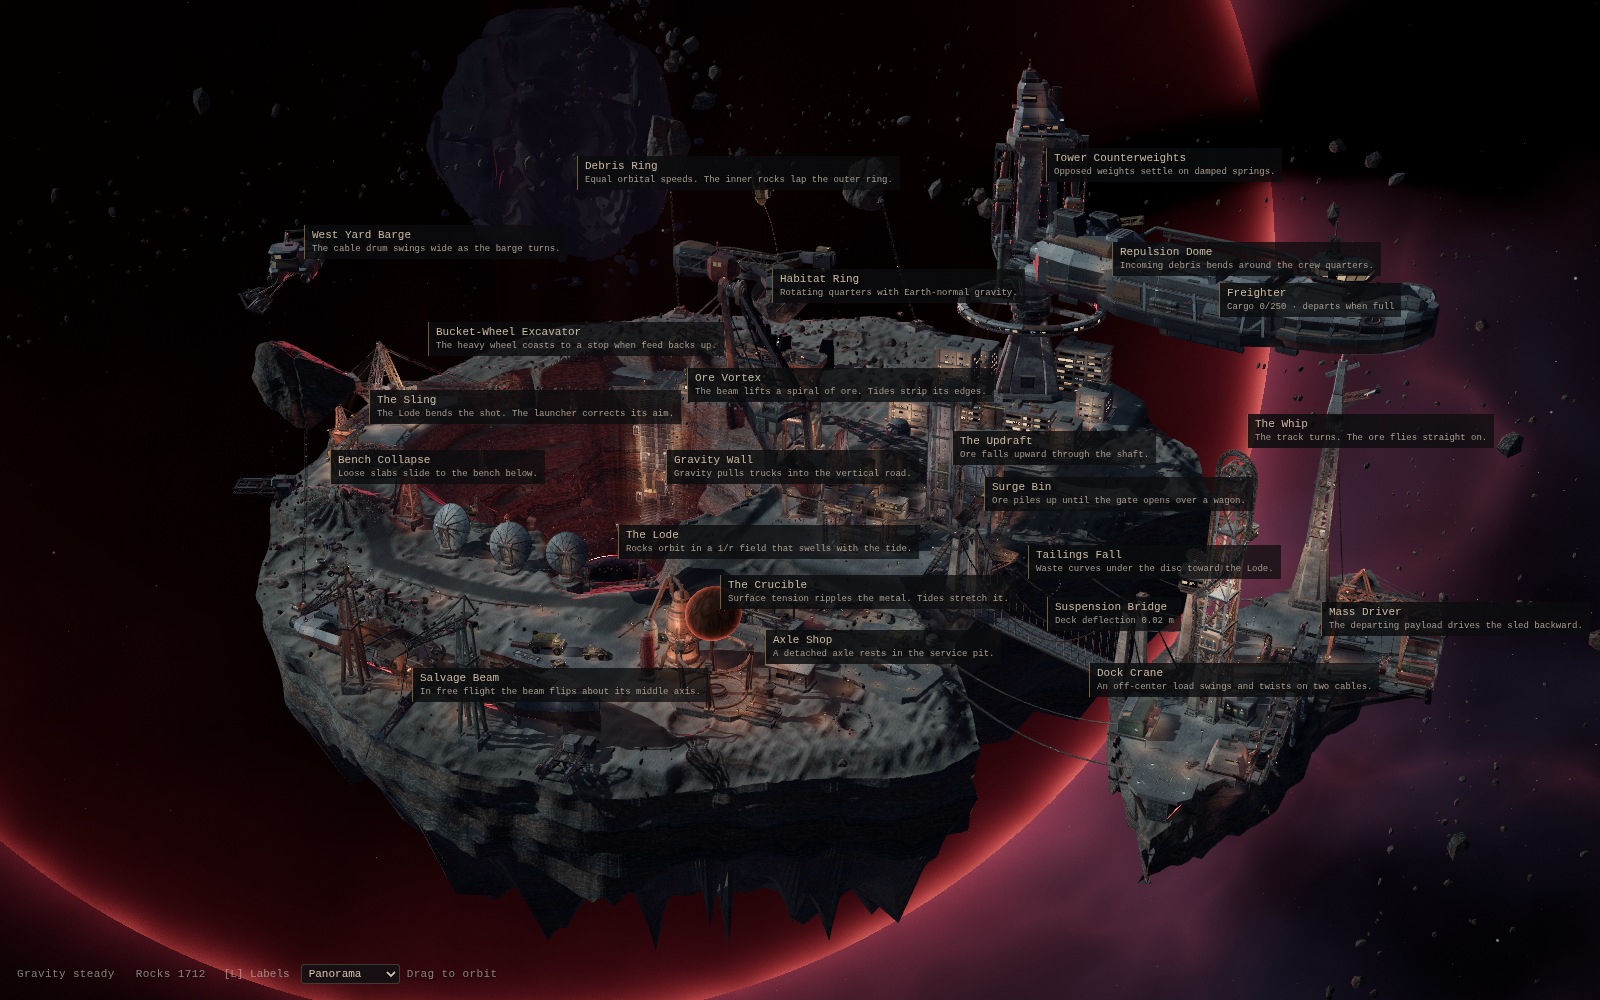 Debris Ring
Equal orbital speeds. The inner rocks lap the outer ring.
Tower Counterweights
Opposed weights settle on damped springs.
West Yard Barge
The cable drum swings wide as the barge turns.
Repulsion Dome
Incoming debris bends around the crew quarters.
Habitat Ring
Rotating quarters with Earth-normal gravity.
Freighter
Cargo 0/250 · departs when full
Bucket-Wheel Excavator
The heavy wheel coasts to a stop when feed backs up.
Ore Vortex
The beam lifts a spiral of ore. Tides strip its edges.
The Sling
The Lode bends the shot. The launcher corrects its aim.
The Whip
The track turns. The ore flies straight on.
The Updraft
Ore falls upward through the shaft.
Bench Collapse
Loose slabs slide to the bench below.
Gravity Wall
Gravity pulls trucks into the vertical road.
Surge Bin
Ore piles up until the gate opens over a wagon.
The Lode
Rocks orbit in a 1/r field that swells with the tide.
Tailings Fall
Waste curves under the disc toward the Lode.
The Crucible
Surface tension ripples the metal. Tides stretch it.
Suspension Bridge
Deck deflection 0.02 m
Mass Driver
The departing payload drives the sled backward.
Axle Shop
A detached axle rests in the service pit.
Dock Crane
An off-center load swings and twists on two cables.
Salvage Beam
In free flight the beam flips about its middle axis.
Gravity steady Rocks 1712 [L] Labels Panorama Drag to orbit